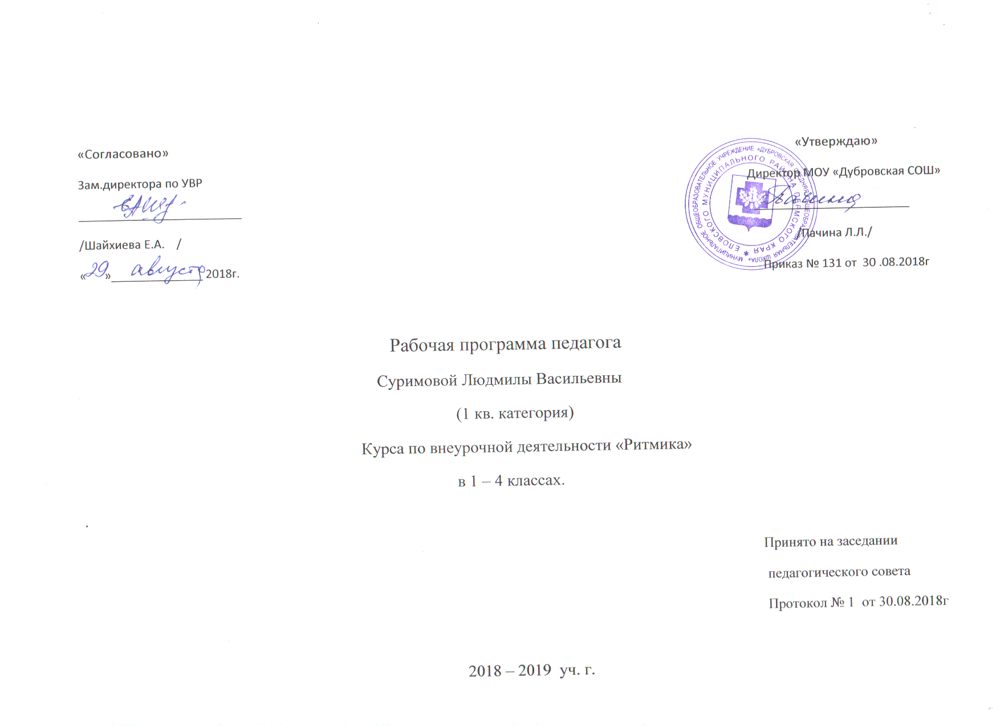 «Согласовано»
Зам.директора по УВР
/Шайхиева Е.А. /
«29» август 2018г.
«Утверждаю»
Директор МОУ «Дубровская СОШ»
Пачина
/Пачина Л.Л./
Приказ № 131 от 30 .08.2018г
МУНИЦИПАЛЬНОЕ ОБЩЕОБРАЗОВАТЕЛЬНОЕ УЧРЕЖДЕНИЕ «ДУБРОВСКАЯ СРЕДНЯЯ ОБЩЕОБРАЗОВАТЕЛЬНАЯ ШКОЛА»
ЕЛОВСКОГО МУНИЦИПАЛЬНОГО РАЙОНА ПЕРМСКОГО КРАЯ
Рабочая программа педагога
Суримовой Людмилы Васильевны
(1 кв. категория)
Курса по внеурочной деятельности «Ритмика»
в 1 – 4 классах.
Принято на заседании
педагогического совета
Протокол № 1 от 30.08.2018г
2018 – 2019 уч. г.